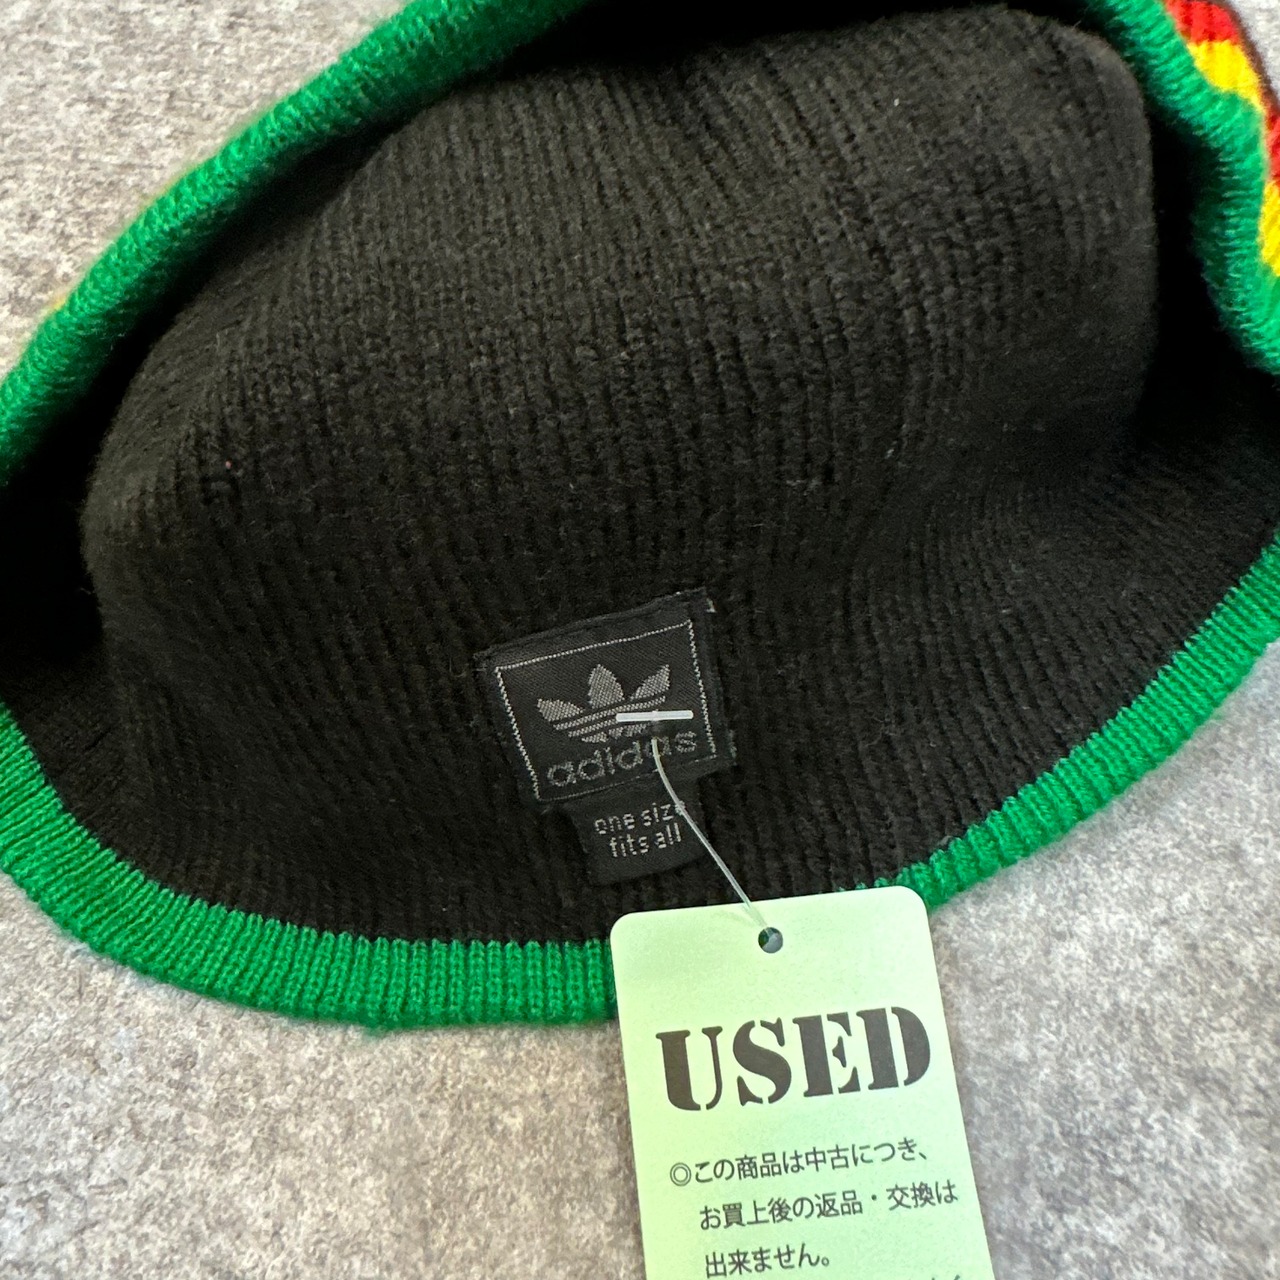 adidas
one size
fits all
USED
◎この商品は中古につき、
お買上後の返品・交換は
出来ません。